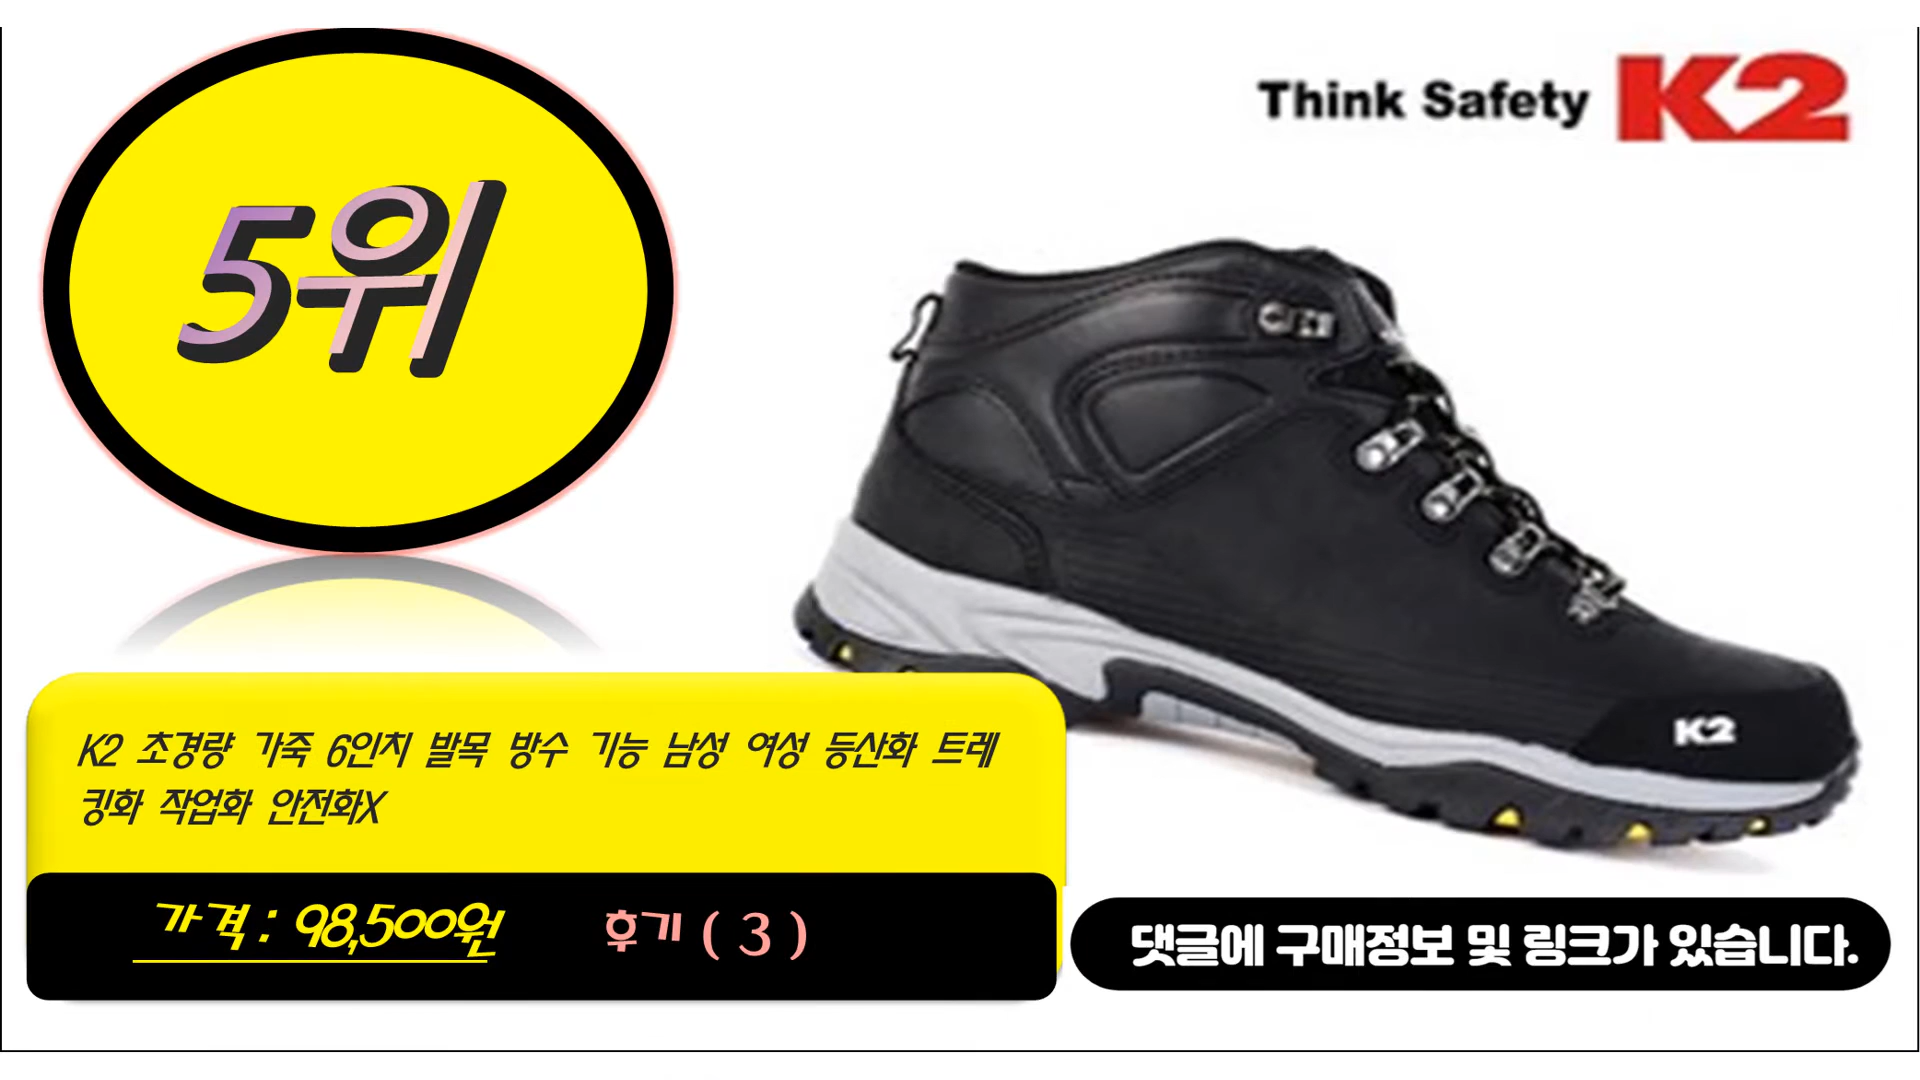 5위
Think Safety K2
K2
K2 초경량 가죽 6인치 발목 방수 기능 남성 여성 등산화 트레
킹화 작업화 안전화X
가격 : 98,500원
후기 ( 3 )
댓글에 구매정보 및 링크가 있습니다.